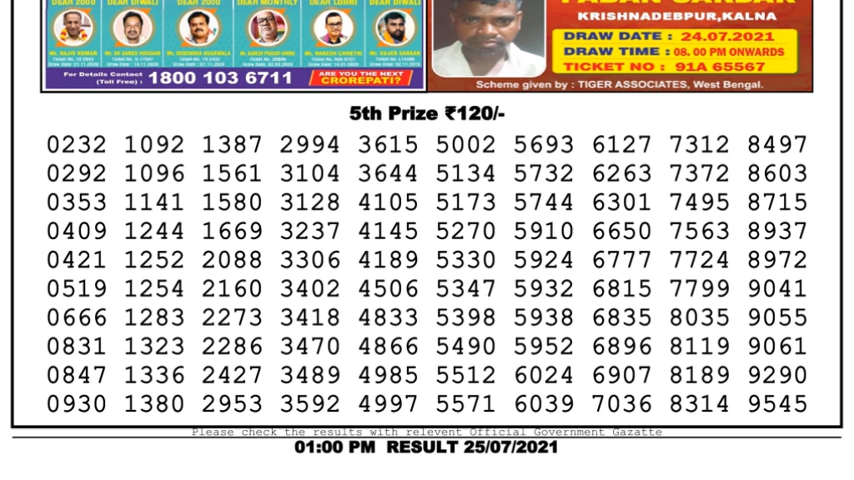 DEAR 2000 DEAR DIWALI DEAR 2000 DEAR MONTHLY DEAR LOHRI DEAR DIWALI
KRISHNADEBPUR,KALNA
DRAW DATE : 24.07.2021
DRAW TIME : 08. 00 PM ONWARDS
TICKET NO : 91A 65567
For Details Contact
(Toll Free) : 1800 103 6711
ARE YOU THE NEXT
CROREPATI?
Scheme given by : TIGER ASSOCIATES, West Bengal.
5th Prize ₹120/-
0232 1092 1387 2994 3615 5002 5693 6127 7312 8497
0292 1096 1561 3104 3644 5134 5732 6263 7372 8603
0353 1141 1580 3128 4105 5173 5744 6301 7495 8715
0409 1244 1669 3237 4145 5270 5910 6650 7563 8937
0421 1252 2088 3306 4189 5330 5924 6777 7724 8972
0519 1254 2160 3402 4506 5347 5932 6815 7799 9041
0666 1283 2273 3418 4833 5398 5938 6835 8035 9055
0831 1323 2286 3470 4866 5490 5952 6896 8119 9061
0847 1336 2427 3489 4985 5512 6024 6907 8189 9290
0930 1380 2953 3592 4997 5571 6039 7036 8314 9545
Please check the results with relevent Official Government Gazatte
01:00 PM RESULT 25/07/2021